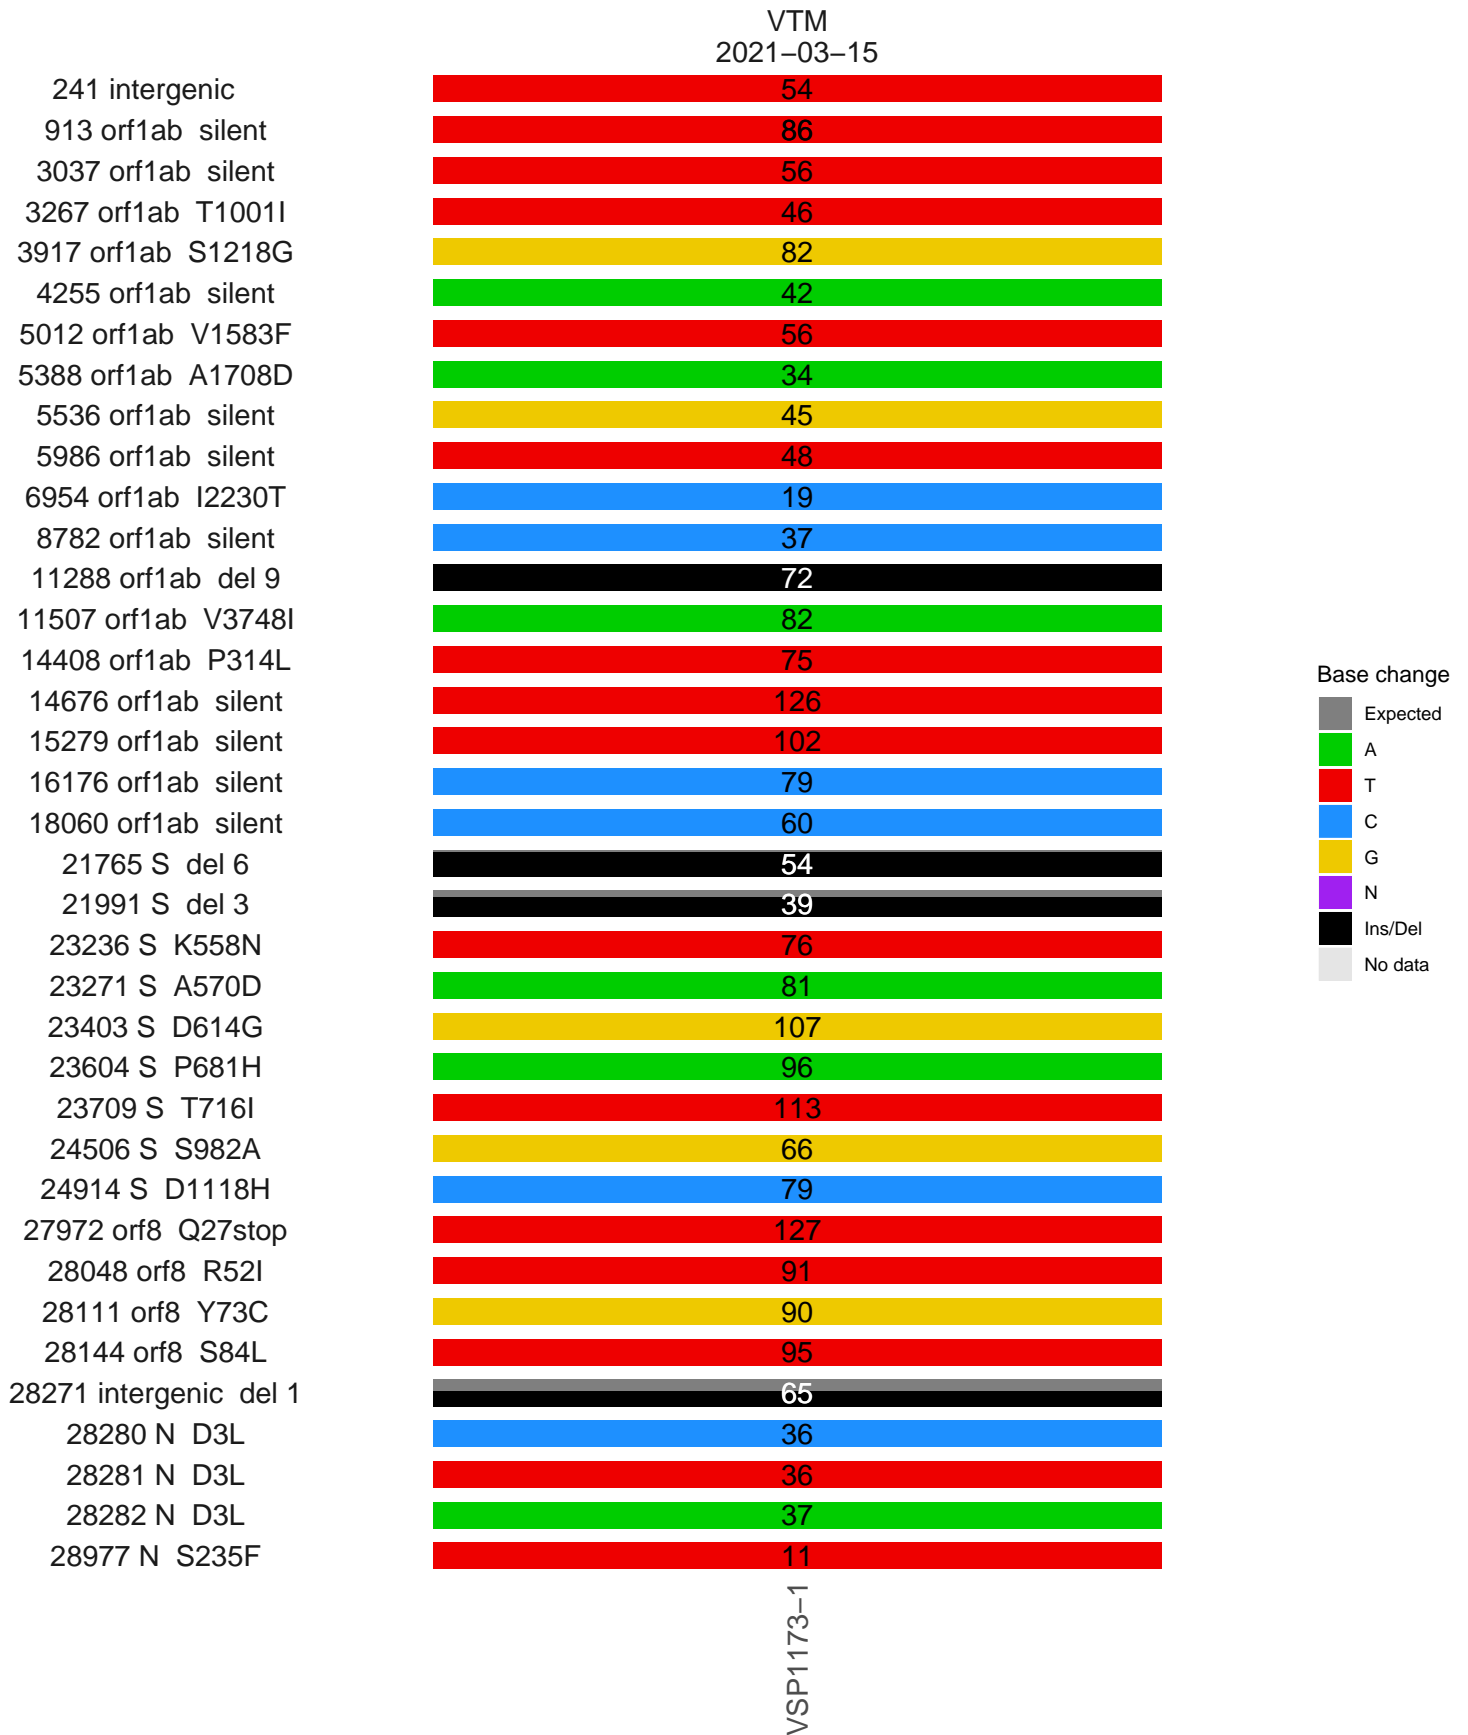 VTM
2021−03−15
241 intergenic 54
913 orf1ab silent 86
3037 orf1ab silent 56
3267 orf1ab T1001I 46
3917 orf1ab S1218G 82
4255 orf1ab silent 42
5012 orf1ab V1583F 56
5388 orf1ab A1708D 34
5536 orf1ab silent 45
5986 orf1ab silent 48
6954 orf1ab I2230T 19
8782 orf1ab silent 37
11288 orf1ab del 9 72
11507 orf1ab V3748I 82
14408 orf1ab P314L 75
14676 orf1ab silent 126
15279 orf1ab silent 102
16176 orf1ab silent 79
18060 orf1ab silent 60
21765 S del 6 54
21991 S del 3 39
23236 S K558N 76
23271 S A570D 81
23403 S D614G 107
23604 S P681H 96
23709 S T716I 113
24506 S S982A 66
24914 S D1118H 79
27972 orf8 Q27stop 127
28048 orf8 R52I 91
28111 orf8 Y73C 90
28144 orf8 S84L 95
28271 intergenic del 1 65
28280 N D3L 36
28281 N D3L 36
28282 N D3L 37
28977 N S235F 11
VSP1173−1
Base change
Expected
A
T
C
G
N
Ins/Del
No data